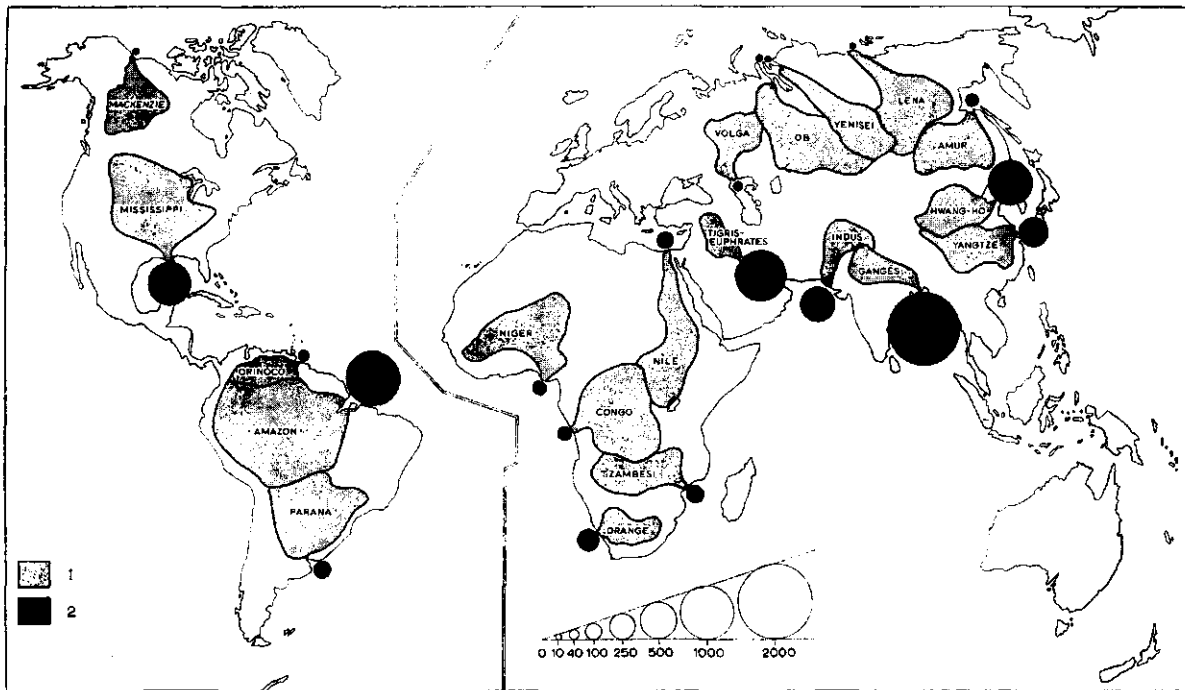 MACKENZIE
MISSISSIPPI
ORINOCO
AMAZON
PARANA
NIGER
NILE
CONGO
ZAMBESI
ORANGE
VOLGA
OB
YENISEI
LENA
AMUR
TIGRIS-
EUPHRATES
INDUS
GANGES
HWANG-HO
YANGTZE
1
2
0 10 40 100 250 500 1000 2000